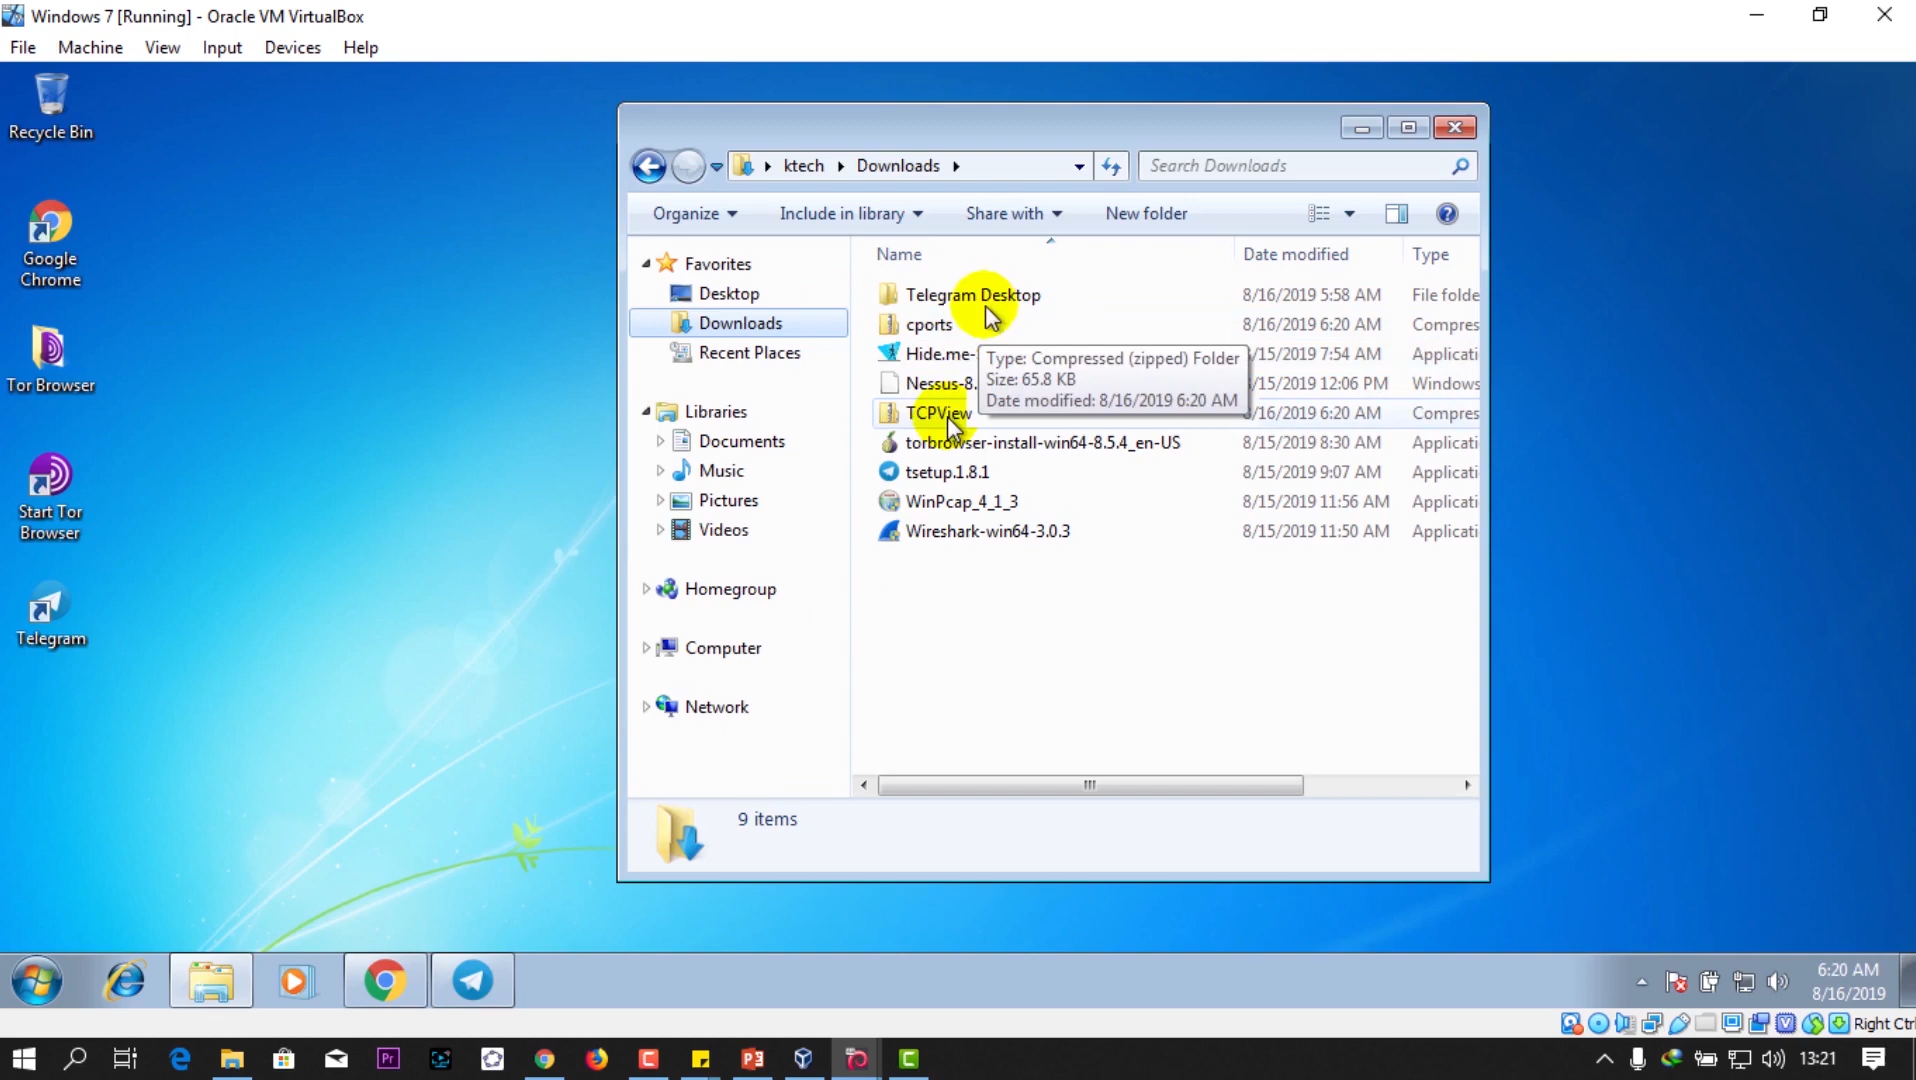 Windows 7 [Running] - Oracle VM VirtualBox
File Machine View Input Devices Help
Recycle Bin
Google
Chrome
Tor Browser
Start Tor
Browser
Telegram
ktech Downloads
Search Downloads
Organize Include in library Share with New folder
Favorites
Desktop
Downloads
Recent Places
Libraries
Documents
Music
Pictures
Videos
Homegroup
Computer
Network
Name Date modified Type
Telegram Desktop 8/16/2019 5:58 AM File folde
cports 8/16/2019 6:20 AM Compres
Hide.me- /15/2019 7:54 AM Applicati
Nessus-8. /15/2019 12:06 PM Windows
TCPView /16/2019 6:20 AM Compres
torbrowser-install-win64-8.5.4_en-US 8/15/2019 8:30 AM Applicati
tsetup.1.8.1 8/15/2019 9:07 AM Applicati
WinPcap_4_1_3 8/15/2019 11:56 AM Applicati
Wireshark-win64-3.0.3 8/15/2019 11:50 AM Applicati
Type: Compressed (zipped) Folder
Size: 65.8 KB
Date modified: 8/16/2019 6:20 AM
9 items
6:20 AM
8/16/2019
Right Ctrl
Pr
13:21